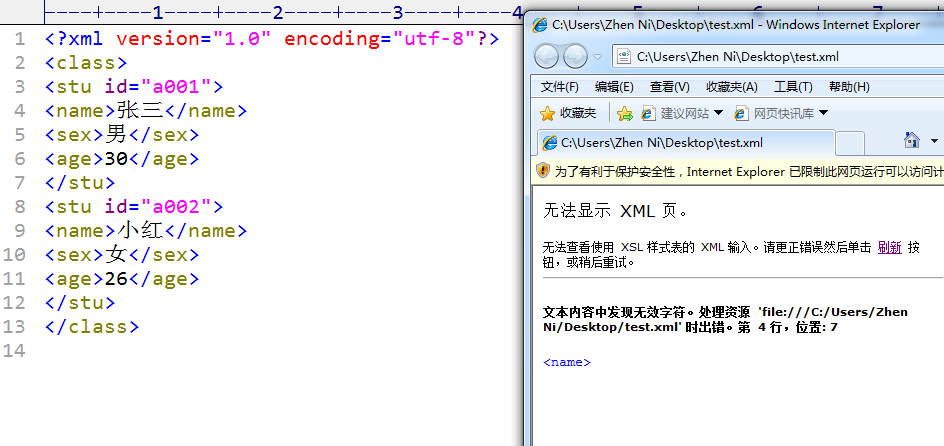 ----+----1----+----2----+----3----+----4
1 <?xml version="1.0" encoding="utf-8"?>
2 <class>
3 <stu id="a001">
4 <name>张三</name>
5 <sex>男</sex>
6 <age>30</age>
7 </stu>
8 <stu id="a002">
9 <name>小红</name>
10 <sex>女</sex>
11 <age>26</age>
12 </stu>
13 </class>
14
C:\Users\Zhen Ni\Desktop\test.xml - Windows Internet Explorer
C:\Users\Zhen Ni\Desktop\test.xml
文件(F) 编辑(E) 查看(V) 收藏夹(A) 工具(T) 帮助(H)
收藏夹 建议网站 网页快讯库
C:\Users\Zhen Ni\Desktop\test.xml
为了有利于保护安全性，Internet Explorer 已限制此网页运行可以访问计
无法显示 XML 页。
无法查看使用 XSL 样式表的 XML 输入。请更正错误然后单击 刷新 按
钮，或稍后重试。
文本内容中发现无效字符。处理资源 'file:///C:/Users/Zhen
Ni/Desktop/test.xml' 时出错。第 4 行，位置: 7
<name>